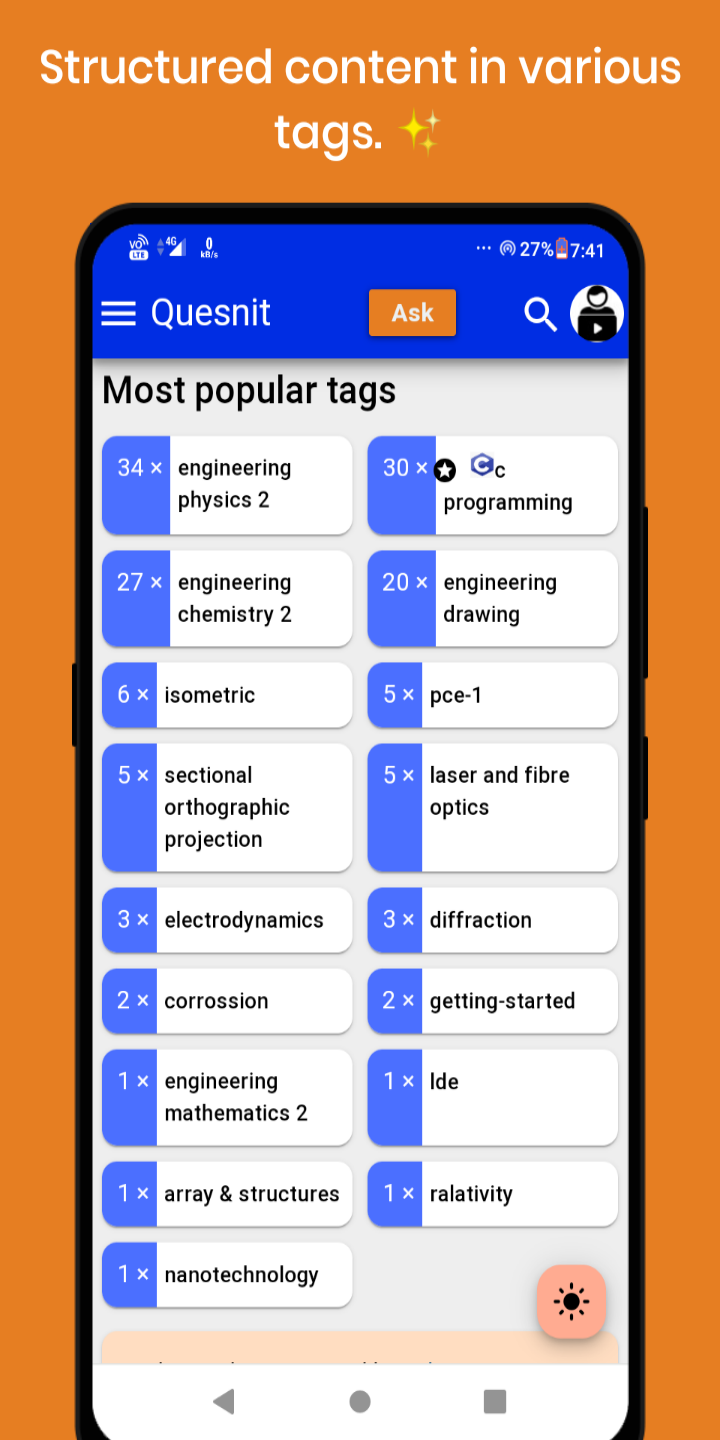 Structured content in various
tags. ✨
VO LTE 4G 0 kB/s ... 27% 7:41
Quesnit Ask
Most popular tags
34 × engineering
physics 2
30 × C c
programming
27 × engineering
chemistry 2
20 × engineering
drawing
6 × isometric
5 × pce-1
5 × sectional
orthographic
projection
5 × laser and fibre
optics
3 × electrodynamics
3 × diffraction
2 × corrossion
2 × getting-started
1 × engineering
mathematics 2
1 × lde
1 × array & structures
1 × ralativity
1 × nanotechnology